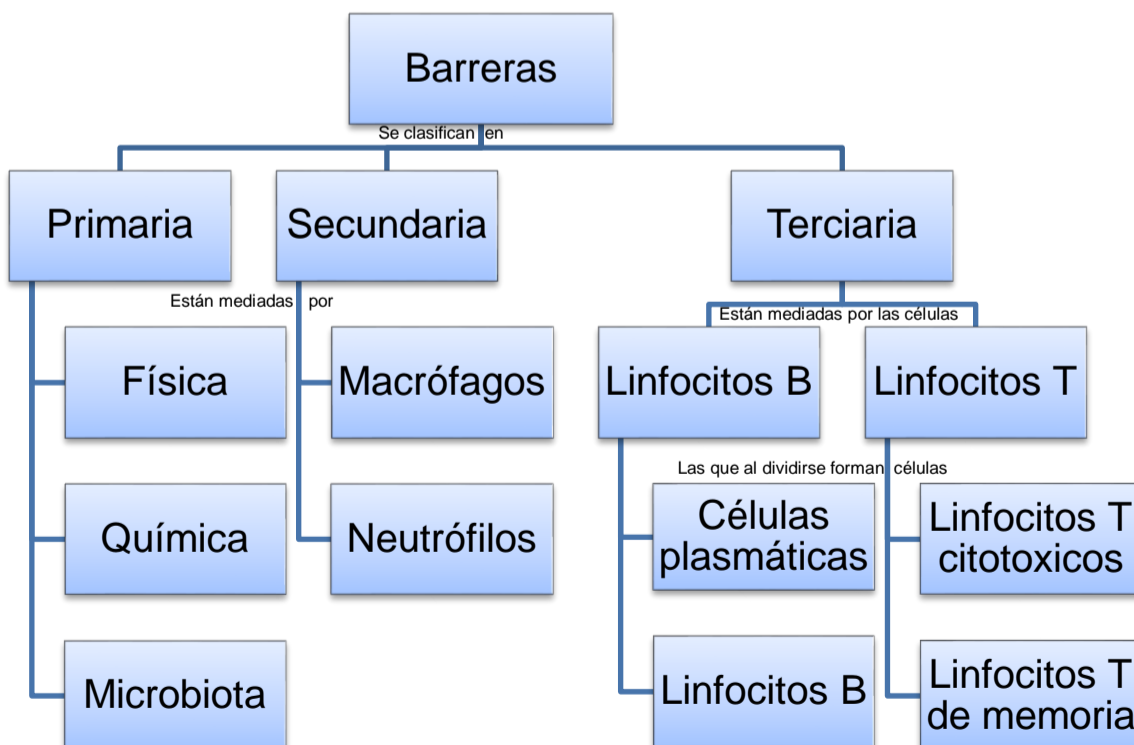 Barreras
Se clasifican en
Primaria
Secundaria
Terciaria
Están mediadas por
Están mediadas por las células
Física
Macrófagos
Linfocitos B
Linfocitos T
Las que al dividirse forman células
Química
Neutrófilos
Células
plasmáticas
Linfocitos T
citotoxicos
Microbiota
Linfocitos B
Linfocitos T
de memoria